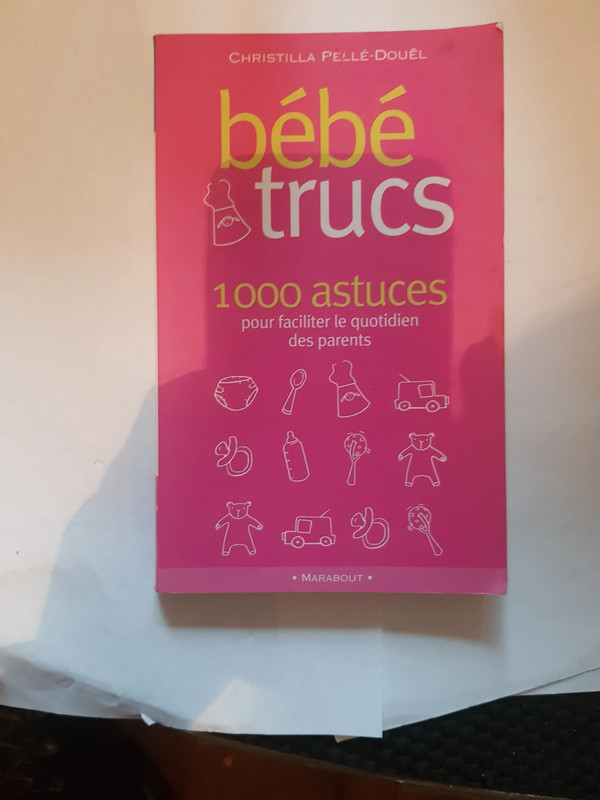 Christilla Pellé-Douël
bébé
trucs
1000 astuces
pour faciliter le quotidien
des parents
• Marabout •